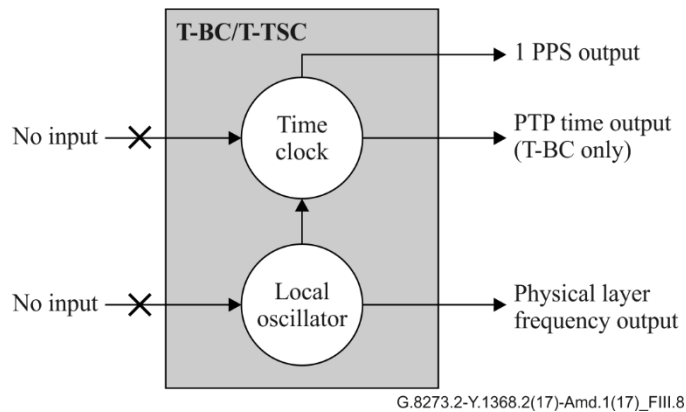 T-BC/T-TSC
1 PPS output
No input
Time
clock
PTP time output
(T-BC only)
No input
Local
oscillator
Physical layer
frequency output
G.8273.2-Y.1368.2(17)-Amd.1(17)_FIII.8